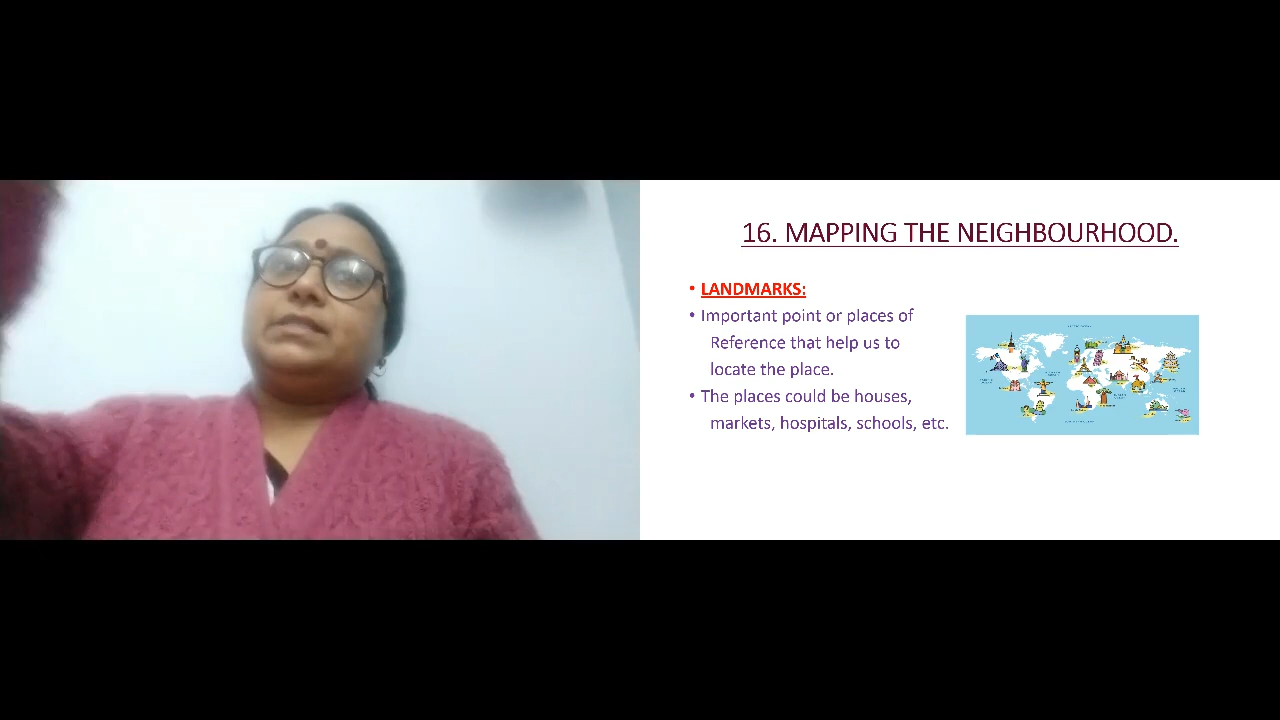 16. MAPPING THE NEIGHBOURHOOD.
• LANDMARKS:
• Important point or places of
Reference that help us to
locate the place.
• The places could be houses,
markets, hospitals, schools, etc.